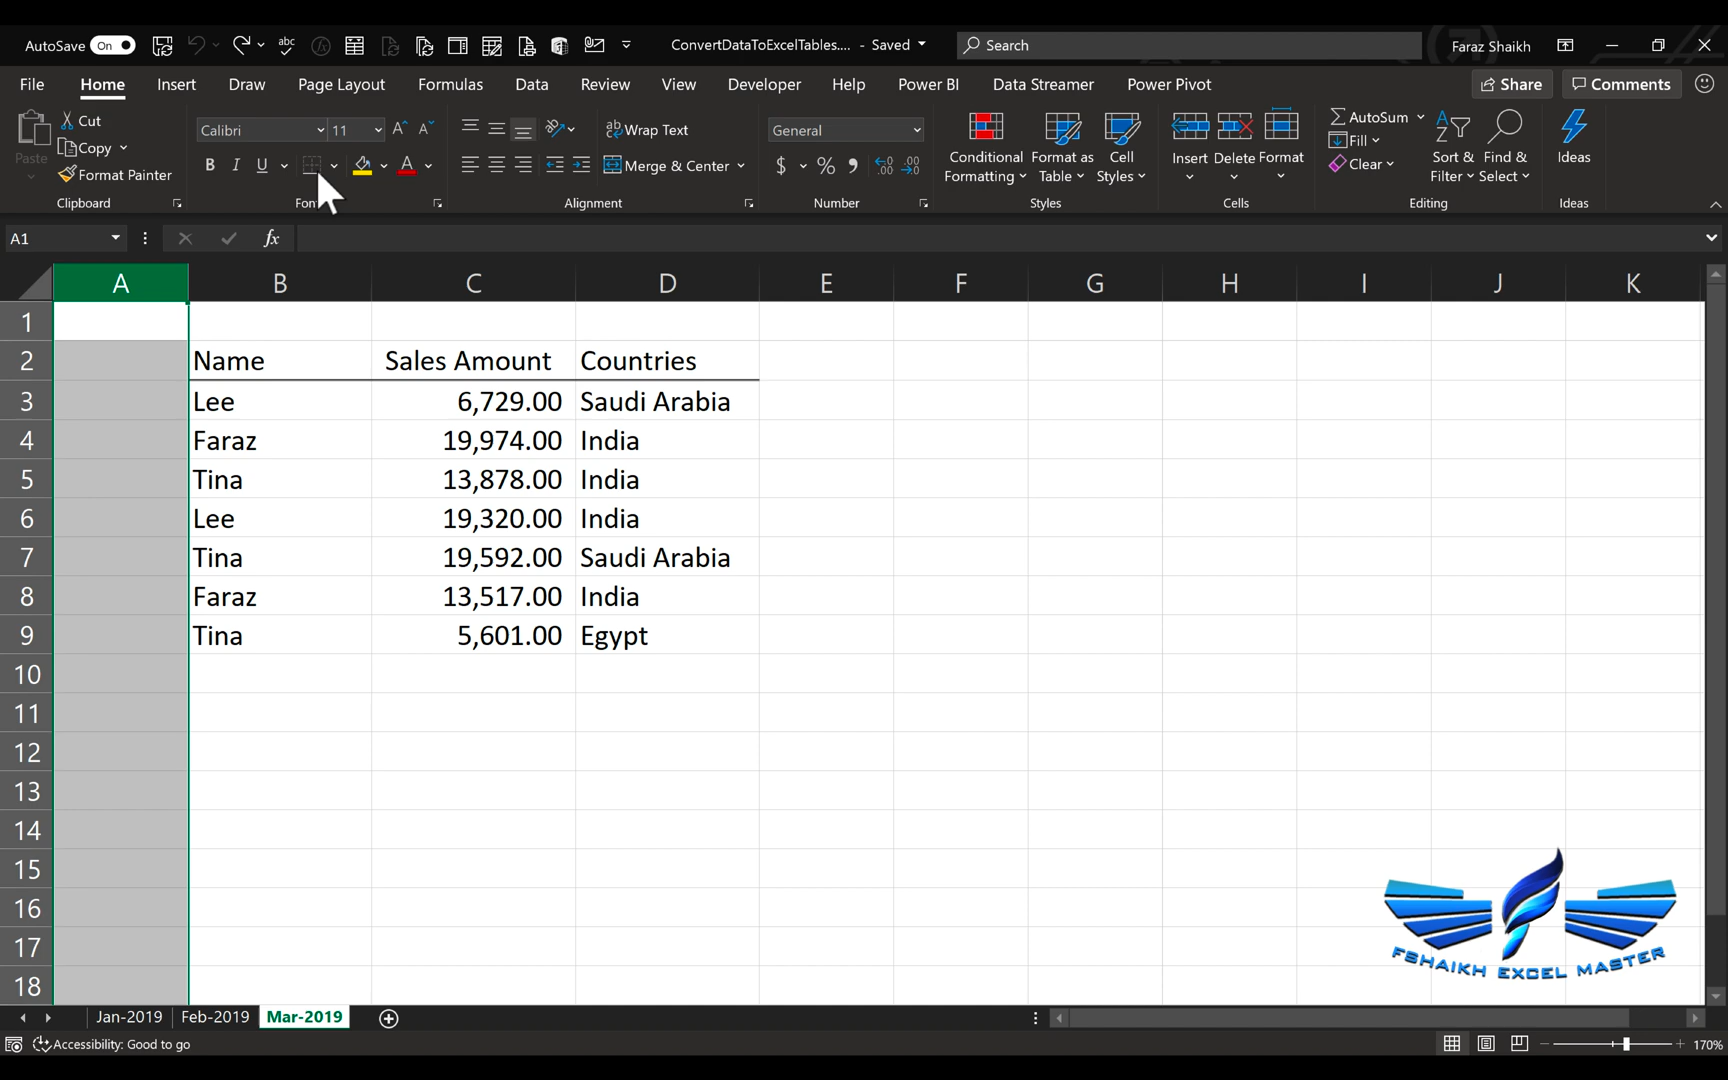 AutoSave On ConvertDataToExcelTables.... - Saved Search Faraz Shaikh
File Home Insert Draw Page Layout Formulas Data Review View Developer Help Power BI Data Streamer Power Pivot Share Comments
Paste
Cut
Copy
Format Painter
Clipboard
Calibri 11
B I U A
Font
Wrap Text
Merge & Center
Alignment
General
$ % ,
Number
Conditional Formatting
Format as Table
Cell Styles
Styles
Insert Delete Format
Cells
AutoSum
Fill
Clear
Sort & Filter
Find & Select
Editing
Ideas
Ideas
A1 fx
A B C D E F G H I J K
1
2 Name Sales Amount Countries
3 Lee 6,729.00 Saudi Arabia
4 Faraz 19,974.00 India
5 Tina 13,878.00 India
6 Lee 19,320.00 India
7 Tina 19,592.00 Saudi Arabia
8 Faraz 13,517.00 India
9 Tina 5,601.00 Egypt
10
11
12
13
14
15
16
17
18
FSHAIKH EXCEL MASTER
Jan-2019 Feb-2019 Mar-2019
Accessibility: Good to go 170%